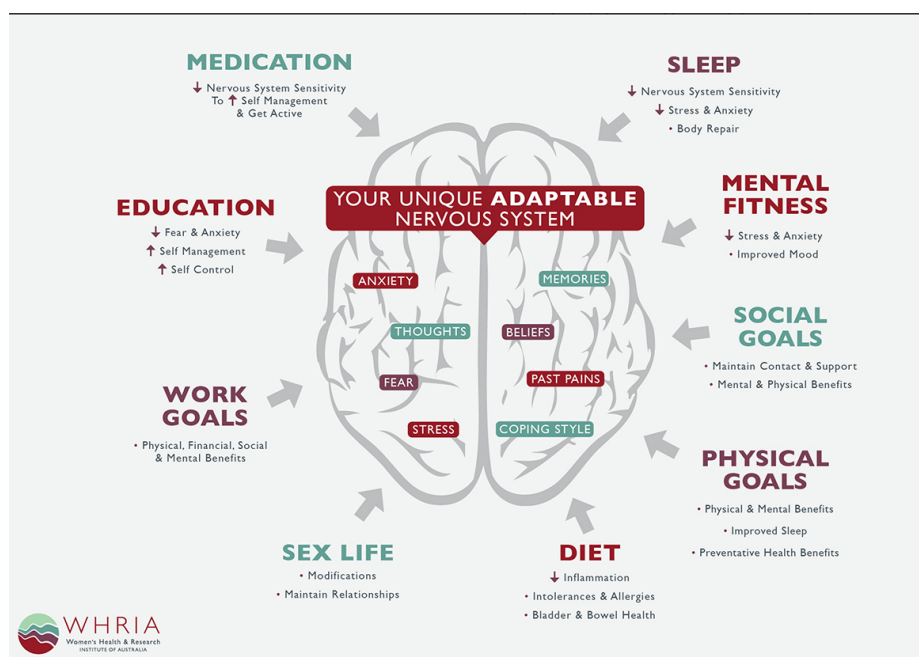 MEDICATION
↓ Nervous System Sensitivity
To ↑ Self Management
& Get Active
SLEEP
↓ Nervous System Sensitivity
↓ Stress & Anxiety
• Body Repair
YOUR UNIQUE ADAPTABLE
NERVOUS SYSTEM
EDUCATION
↓ Fear & Anxiety
↑ Self Management
↑ Self Control
MENTAL
FITNESS
↓ Stress & Anxiety
• Improved Mood
ANXIETY
MEMORIES
THOUGHTS
BELIEFS
FEAR
PAST PAINS
STRESS
COPING STYLE
SOCIAL
GOALS
• Maintain Contact & Support
• Mental & Physical Benefits
WORK
GOALS
• Physical, Financial, Social
& Mental Benefits
PHYSICAL
GOALS
• Physical & Mental Benefits
• Improved Sleep
• Preventative Health Benefits
SEX LIFE
• Modifications
• Maintain Relationships
DIET
↓ Inflammation
• Intolerances & Allergies
• Bladder & Bowel Health
WHRIA
Women's Health & Research
INSTITUTE OF AUSTRALIA